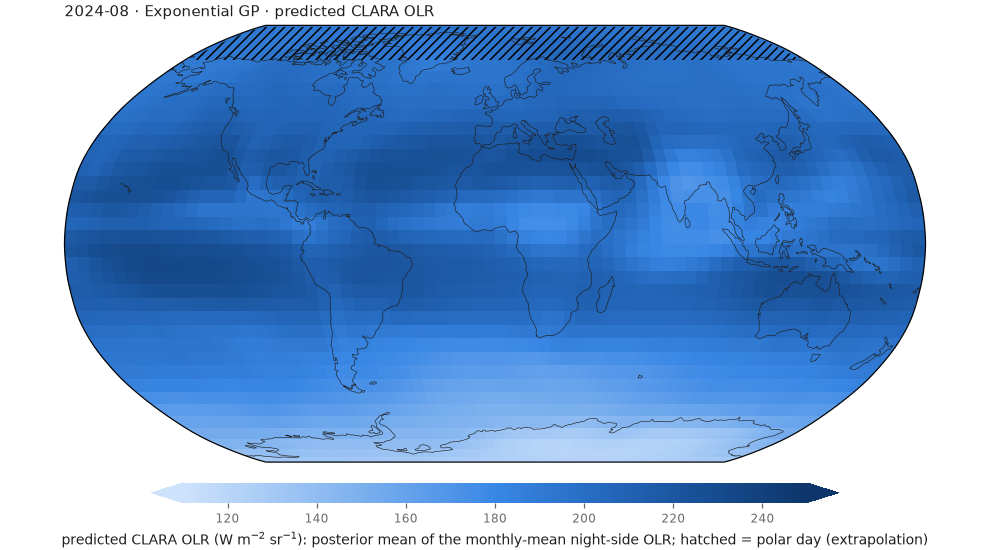 2024-08 · Exponential GP · predicted CLARA OLR
120 140 160 180 200 220 240
predicted CLARA OLR (W m⁻² sr⁻¹): posterior mean of the monthly-mean night-side OLR; hatched = polar day (extrapolation)